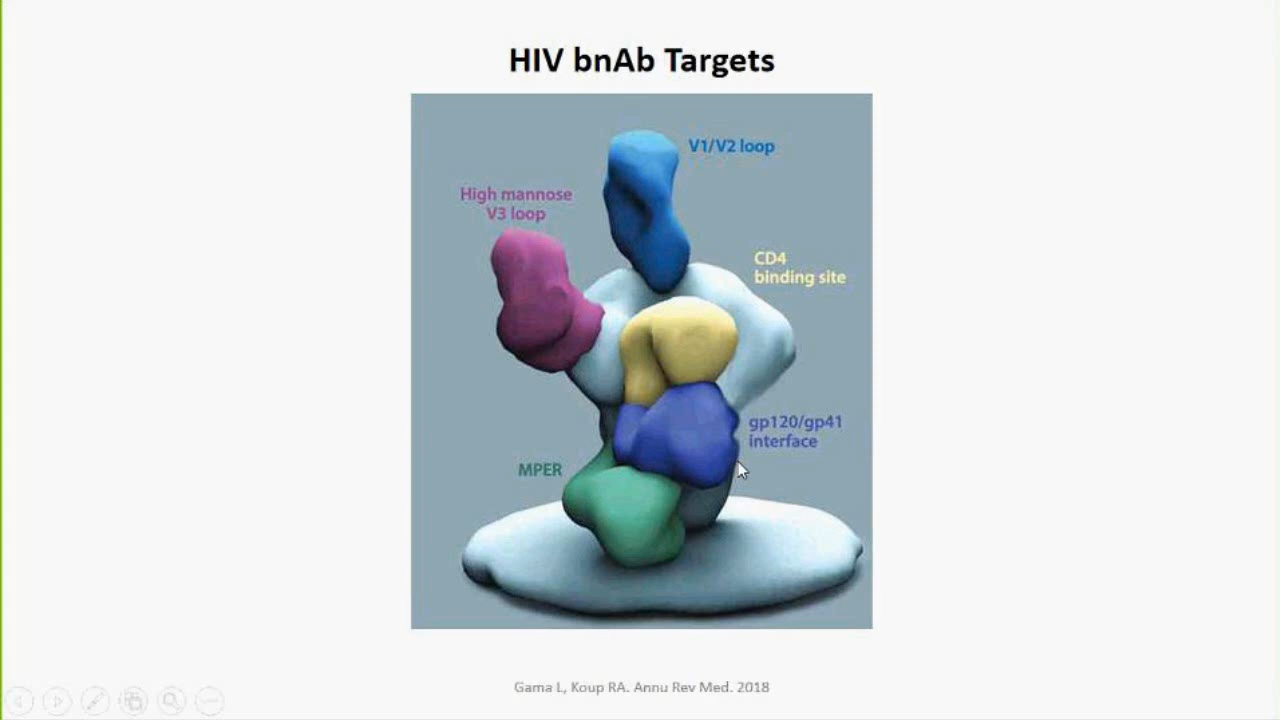 HIV bnAb Targets
V1/V2 loop
High mannose
V3 loop
CD4
binding site
gp120/gp41
interface
MPER
Gama L, Koup RA. Annu Rev Med. 2018